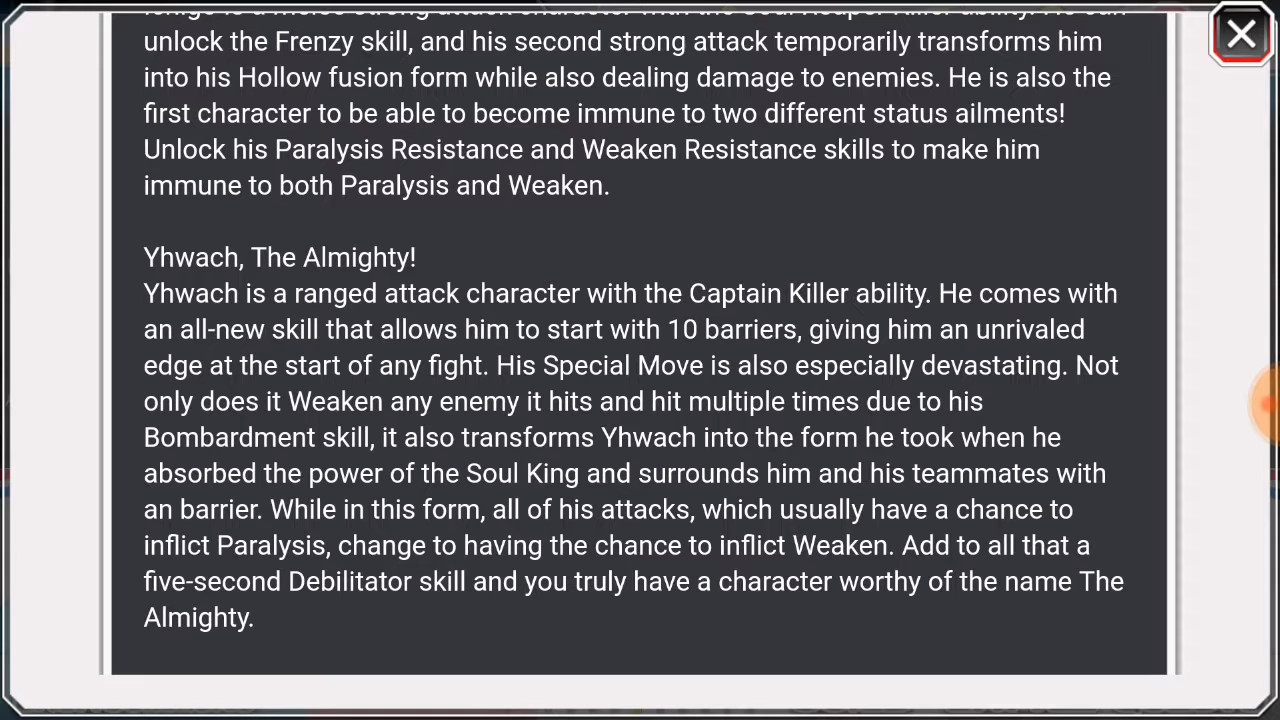 unlock the Frenzy skill, and his second strong attack temporarily transforms him
into his Hollow fusion form while also dealing damage to enemies. He is also the
first character to be able to become immune to two different status ailments!
Unlock his Paralysis Resistance and Weaken Resistance skills to make him
immune to both Paralysis and Weaken.
Yhwach, The Almighty!
Yhwach is a ranged attack character with the Captain Killer ability. He comes with
an all-new skill that allows him to start with 10 barriers, giving him an unrivaled
edge at the start of any fight. His Special Move is also especially devastating. Not
only does it Weaken any enemy it hits and hit multiple times due to his
Bombardment skill, it also transforms Yhwach into the form he took when he
absorbed the power of the Soul King and surrounds him and his teammates with
an barrier. While in this form, all of his attacks, which usually have a chance to
inflict Paralysis, change to having the chance to inflict Weaken. Add to all that a
five-second Debilitator skill and you truly have a character worthy of the name The
Almighty.